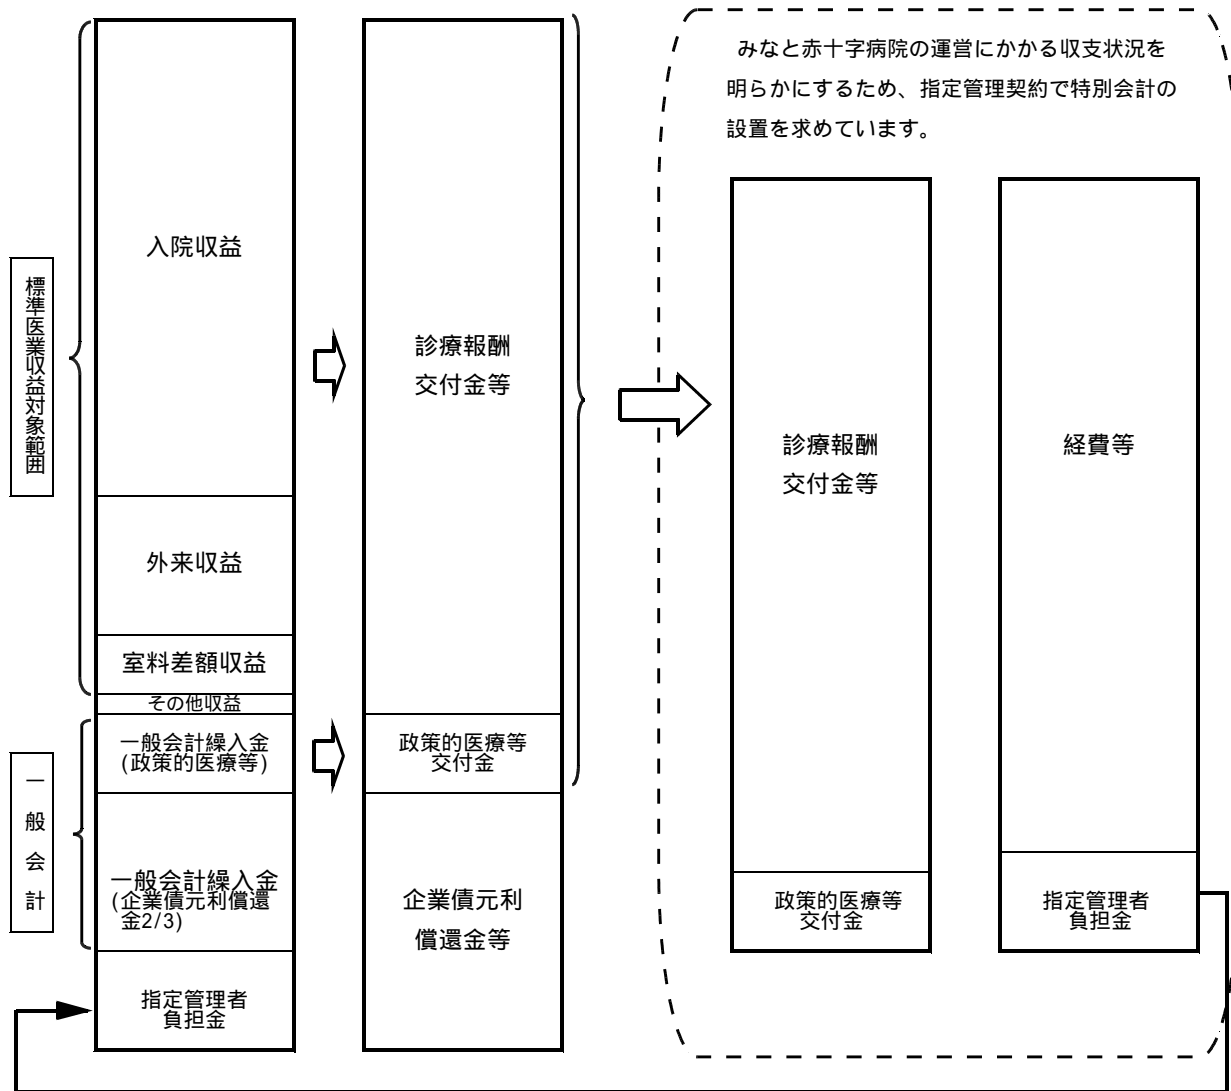 標準医業収益対象範囲
一般会計
入院収益
外来収益
室料差額収益
その他収益
一般会計繰入金
(政策的医療等)
一般会計繰入金
(企業債元利償還
金2/3)
指定管理者
負担金
診療報酬
交付金等
政策的医療等
交付金
企業債元利
償還金等
みなと赤十字病院の運営にかかる収支状況を
明らかにするため、指定管理契約で特別会計の
設置を求めています。
診療報酬
交付金等
政策的医療等
交付金
経費等
指定管理者
負担金